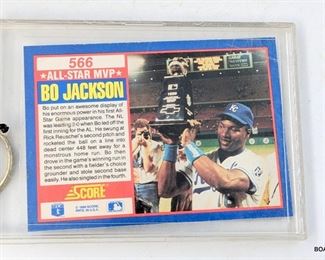 566
★ALL-STAR MVP★
BO JACKSON
Bo put on an awesome display of
his enormous power in his first All-
Star Game appearance. The NL
was leading 2-0 when Bo led off the
first inning for the AL. He swung at
Rick Reuschel's second pitch and
rocketed the ball on a line into
dead center 448 feet away for a
monstrous home run. Bo then
drove in the game's winning run in
the second with a fielder's choice
grounder and stole second base
easily. He also singled in the fourth.
SCORE
© 1990 SCORE,
PRTD. IN U.S.A.
BOA